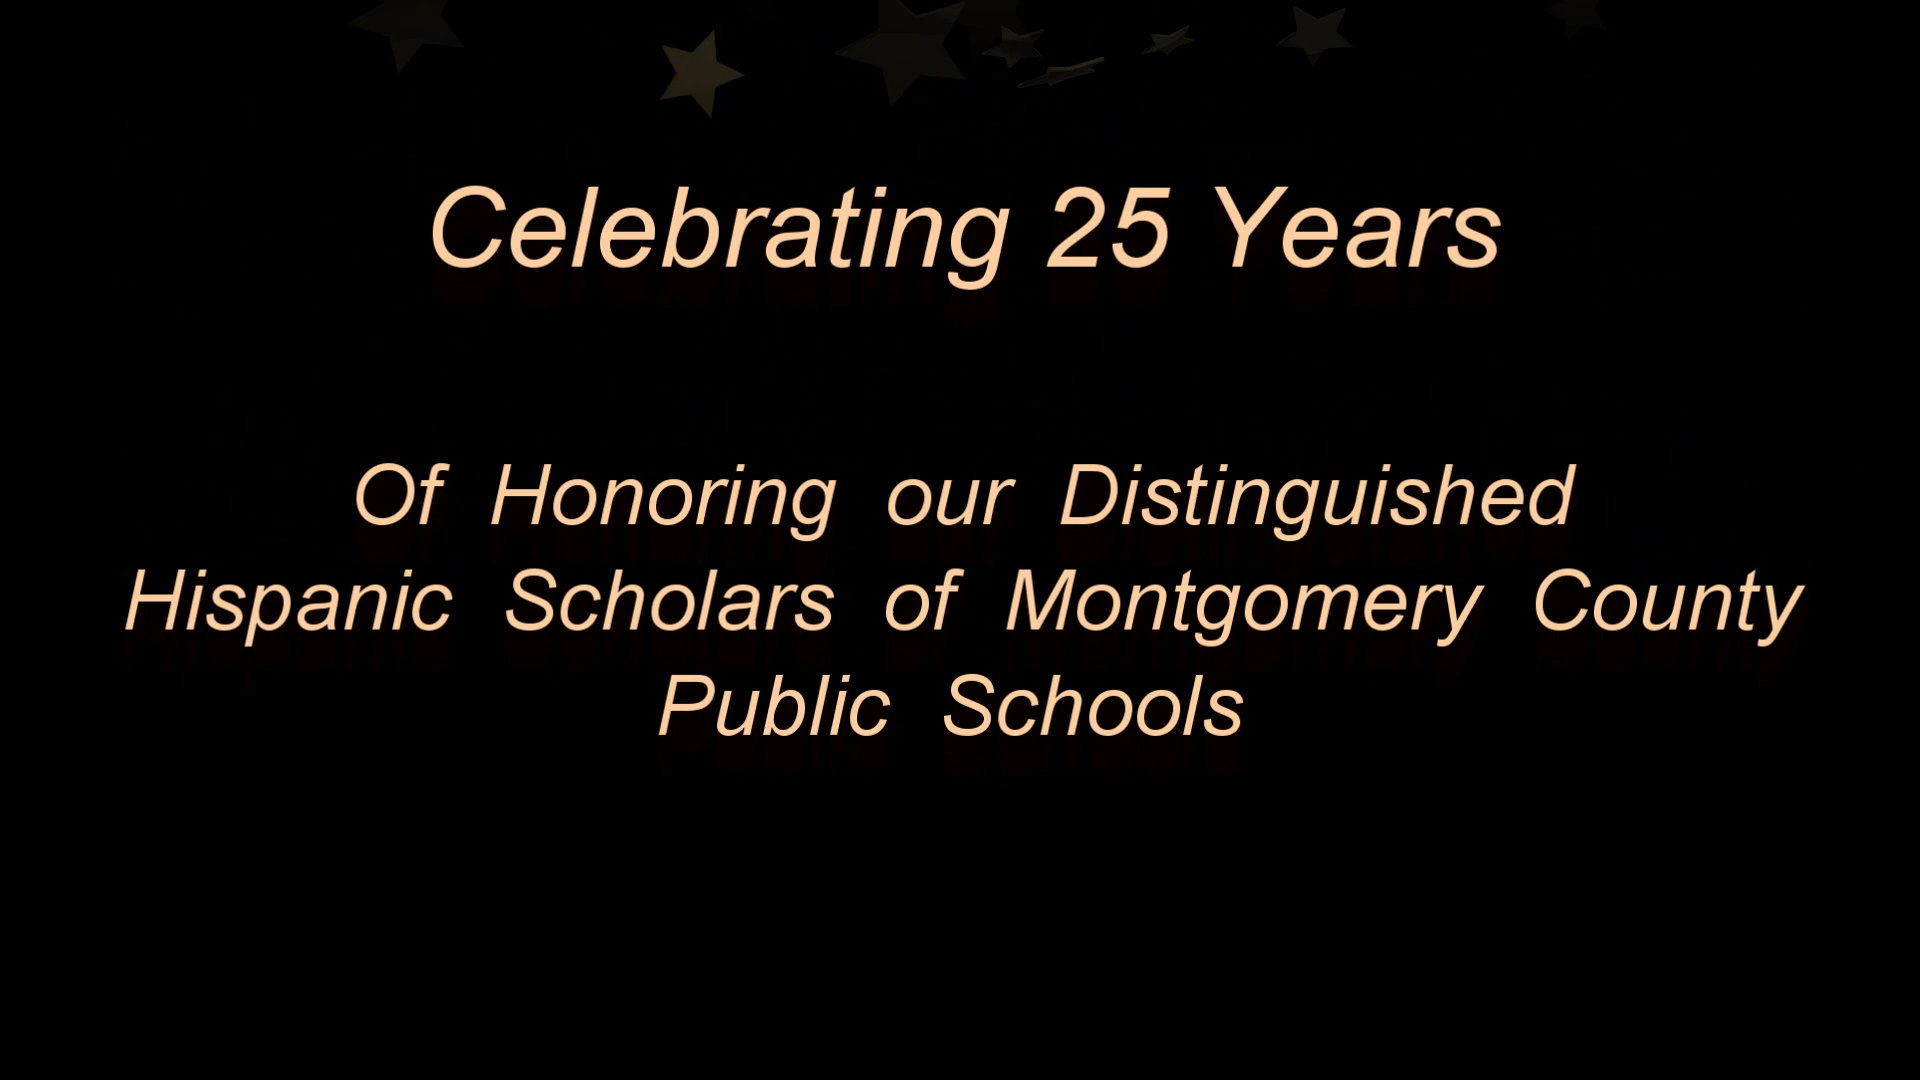 Celebrating 25 Years
Of Honoring our Distinguished
Hispanic Scholars of Montgomery County
Public Schools